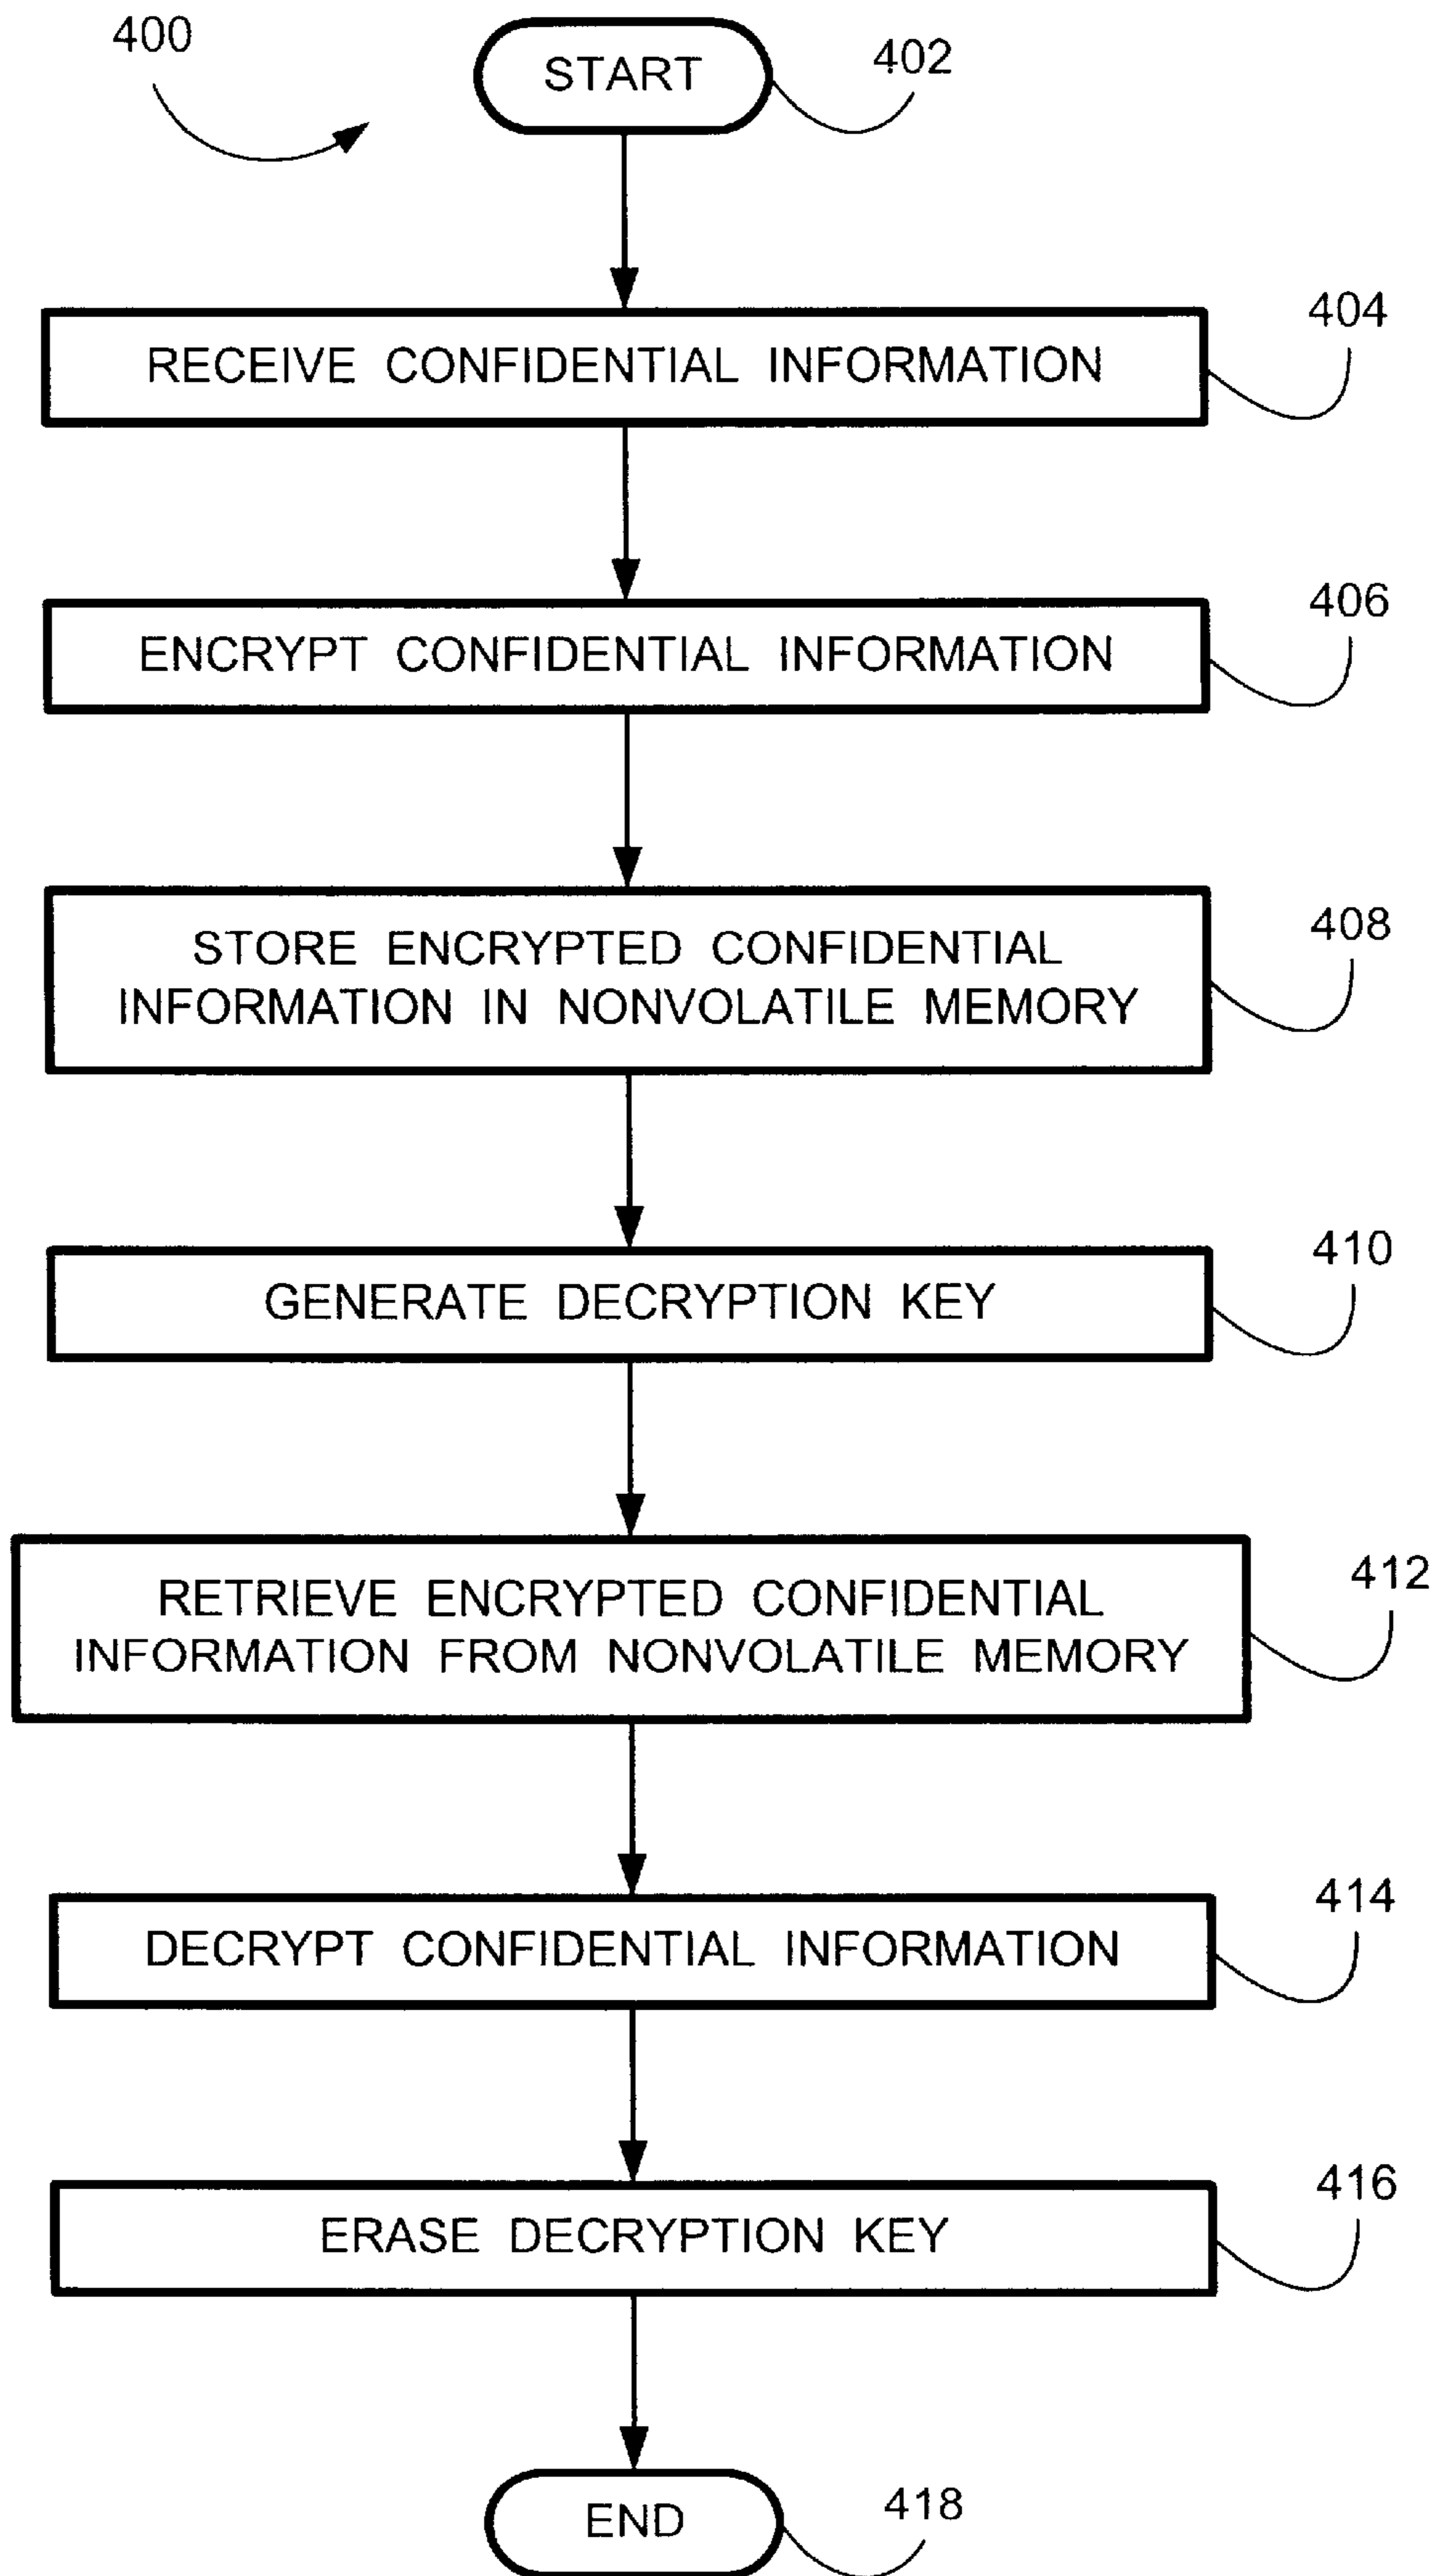 400
START
402
RECEIVE CONFIDENTIAL INFORMATION
404
ENCRYPT CONFIDENTIAL INFORMATION
406
STORE ENCRYPTED CONFIDENTIAL
INFORMATION IN NONVOLATILE MEMORY
408
GENERATE DECRYPTION KEY
410
RETRIEVE ENCRYPTED CONFIDENTIAL
INFORMATION FROM NONVOLATILE MEMORY
412
DECRYPT CONFIDENTIAL INFORMATION
414
ERASE DECRYPTION KEY
416
END
418